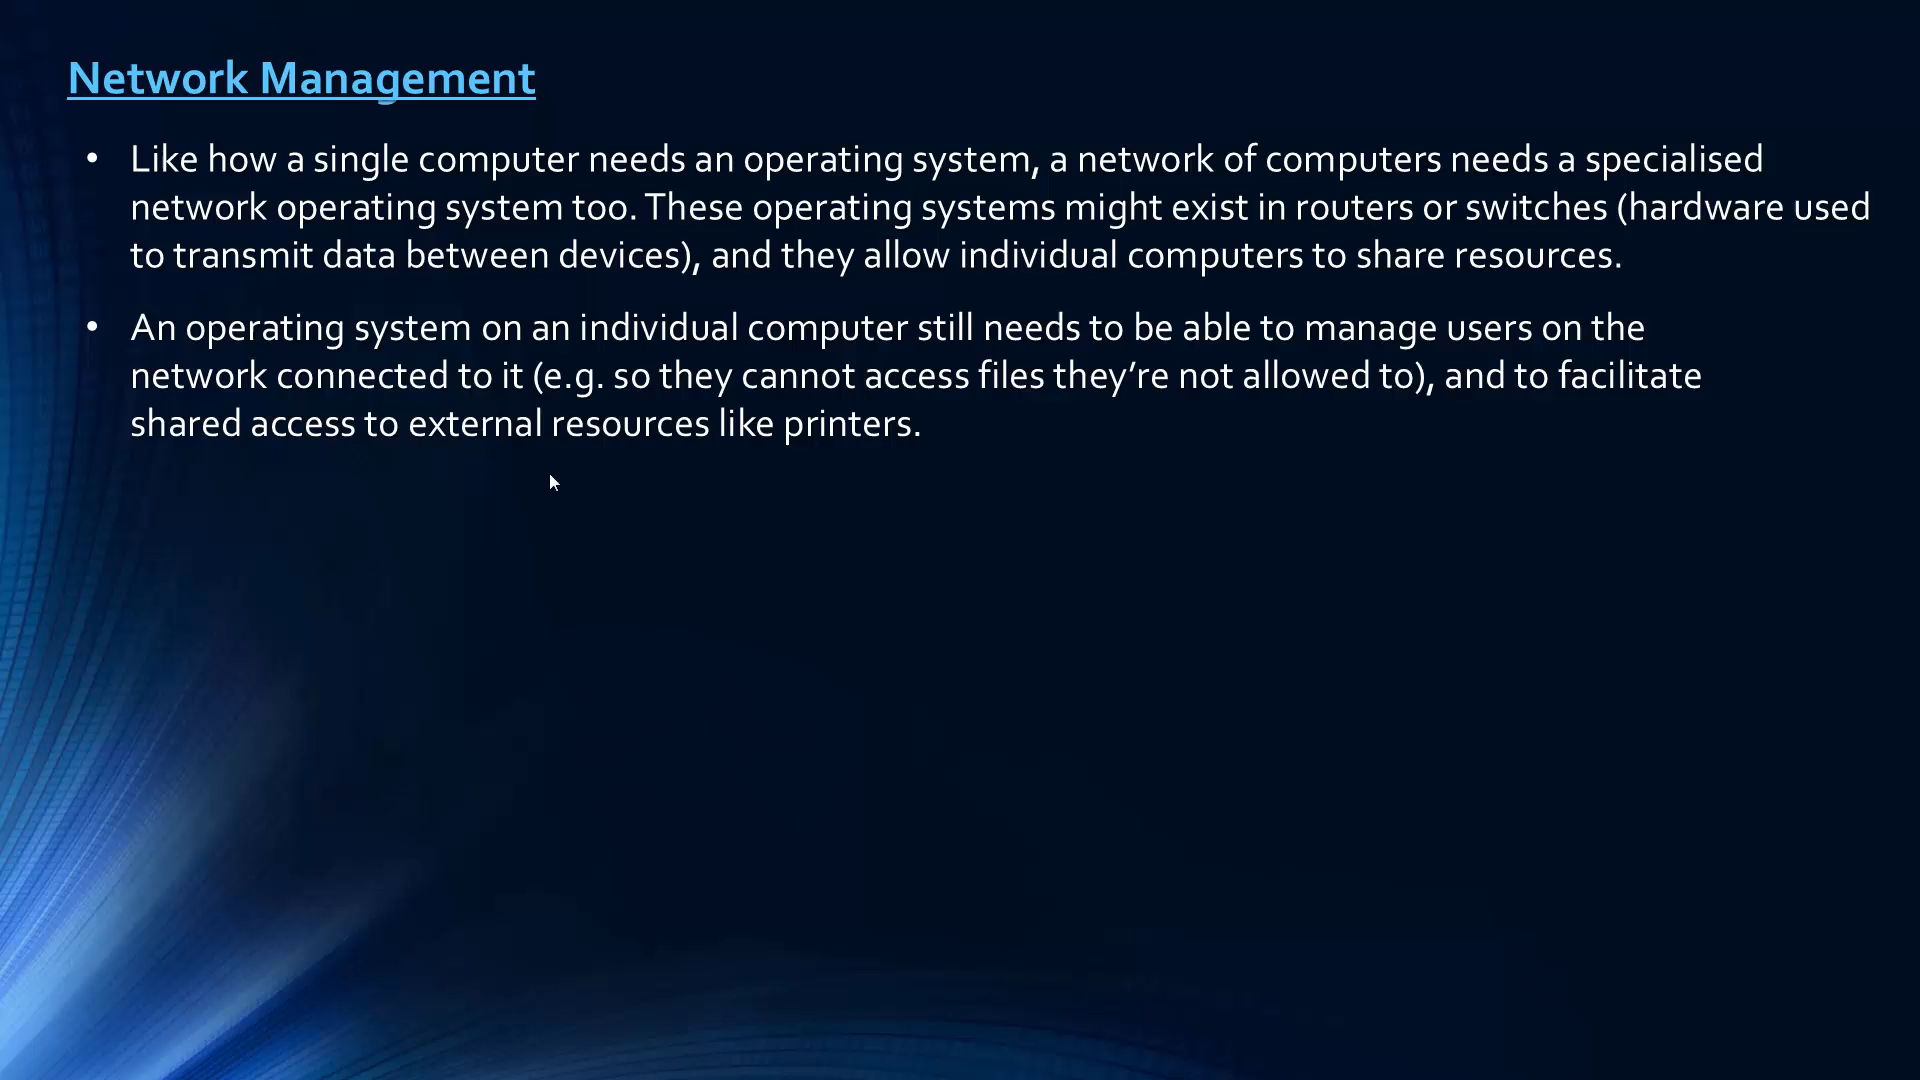 Network Management
• Like how a single computer needs an operating system, a network of computers needs a specialised
network operating system too. These operating systems might exist in routers or switches (hardware used
to transmit data between devices), and they allow individual computers to share resources.
• An operating system on an individual computer still needs to be able to manage users on the
network connected to it (e.g. so they cannot access files they’re not allowed to), and to facilitate
shared access to external resources like printers.